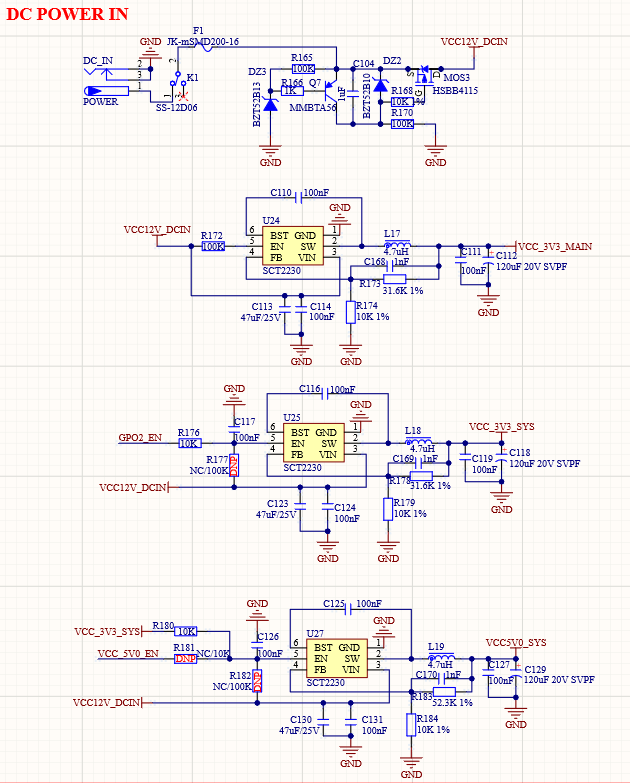 DC POWER IN
F1
JK-mSMD200-16
GND
DC_IN
2
3
1
POWER
2
K1
1
3
SS-12D06
DZ3
BZT52B13
R165
100K
R166
1K
Q7
MMBTA56
C104
1uF
DZ2
BZT52B10
R168
10K 1%
R170
100K
S
D
G
MOS3
HSBB4115
VCC12V_DCIN
GND
GND
C110
100nF
GND
VCC12V_DCIN
R172
100K
U24
6
5
4
BST GND
EN SW
FB VIN
1
2
3
SCT2230
L17
4.7uH
C168
1nF
R173
31.6K 1%
C111
100nF
C112
120uF 20V SVPF
VCC_3V3_MAIN
GND
C113
47uF/25V
C114
100nF
R174
10K 1%
GND
GND
GND
C116
100nF
GND
C117
100nF
GPO2_EN
R176
10K
R177
NC/100K
DNP
U25
6
5
4
BST GND
EN SW
FB VIN
1
2
3
SCT2230
L18
4.7uH
C169
1nF
R178
31.6K 1%
C119
100nF
C118
120uF 20V SVPF
VCC_3V3_SYS
GND
VCC12V_DCIN
C123
47uF/25V
C124
100nF
R179
10K 1%
GND
GND
GND
C125
100nF
GND
VCC_3V3_SYS
R180
10K
C126
100nF
VCC_5V0_EN
R181
DNP
NC/10K
R182
NC/100K
DNP
U27
6
5
4
BST GND
EN SW
FB VIN
1
2
3
SCT2230
L19
4.7uH
C170
1nF
R183
52.3K 1%
C127
100nF
C129
120uF 20V SVPF
VCC5V0_SYS
GND
VCC12V_DCIN
C130
47uF/25V
C131
100nF
R184
10K 1%
GND
GND